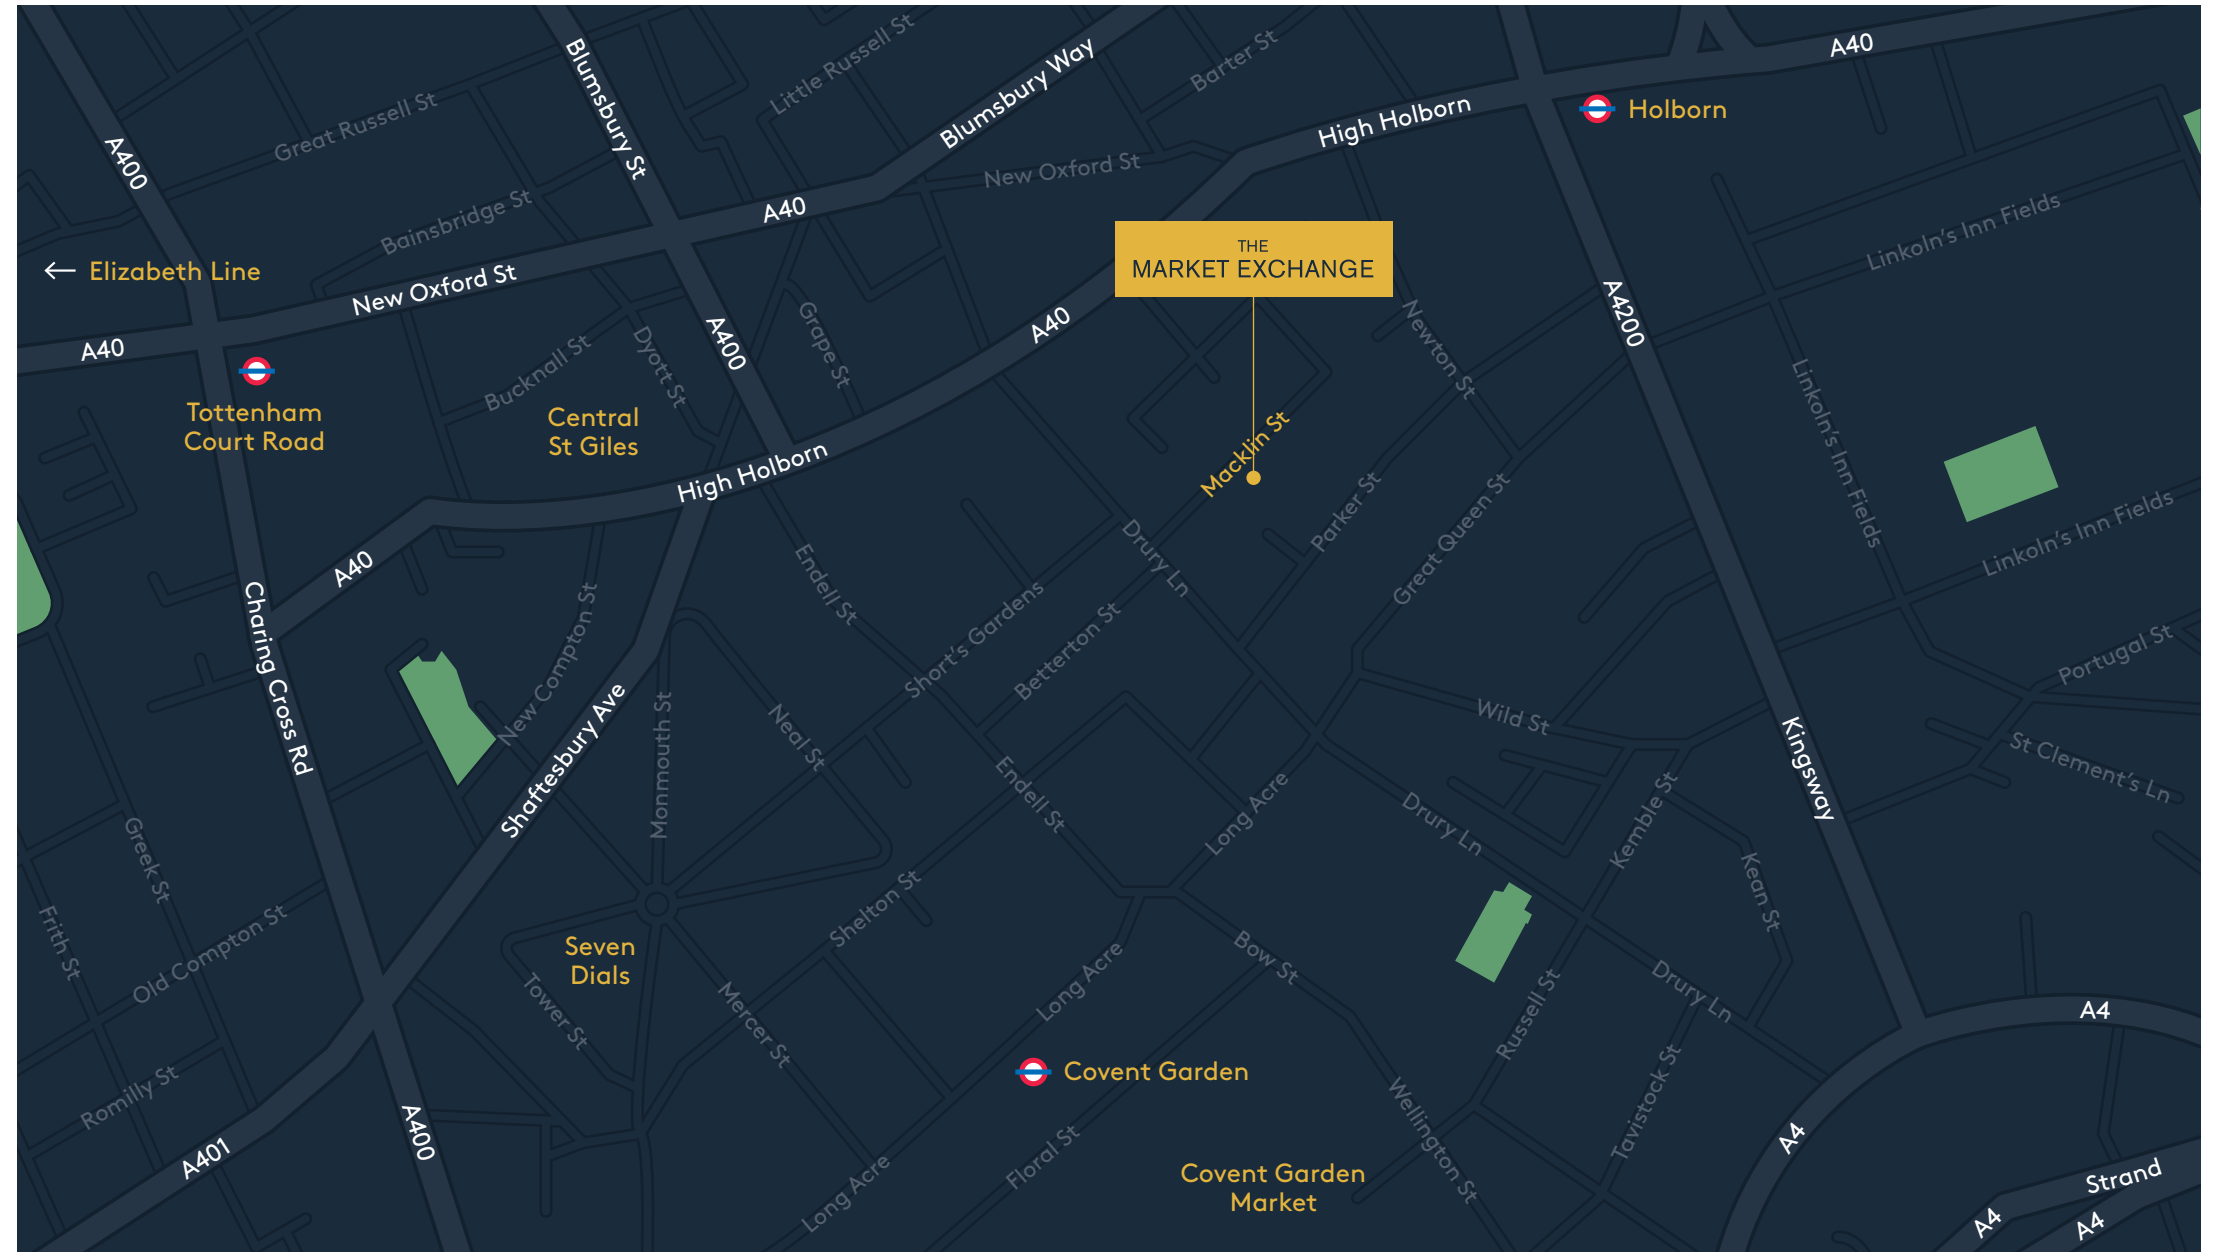 A40
Little Russell St
Barter St
Blumsbury Way
Blumsbury St
Great Russell St
High Holborn
Holborn
A400
New Oxford St
Bainsbridge St
A40
Linkoln's Inn Fields
THE
MARKET EXCHANGE
← Elizabeth Line
New Oxford St
A40
A40
Grape St
Newton St
A4200
A400
Dyott St
Bucknall St
Tottenham
Court Road
Central
St Giles
Linkoln's Inn Fields
Macklin St
High Holborn
Parker St
Great Queen St
Linkoln's Inn Fields
A40
Drury Ln
Endell St
Short's Gardens
Betterton St
New Compton St
Charing Cross Rd
Portugal St
Wild St
Shaftesbury Ave
Monmouth St
Neal St
Endell St
Long Acre
Kingsway
St Clement's Ln
Drury Ln
Kemble St
Greek St
Kean St
Shelton St
Frith St
Old Compton St
Seven
Dials
Bow St
Long Acre
Tower St
Mercer St
Russell St
Drury Ln
A4
Covent Garden
Romilly St
A400
A401
Wellington St
Tavistock St
A4
Floral St
Long Acre
Covent Garden
Market
Strand
A4
A4